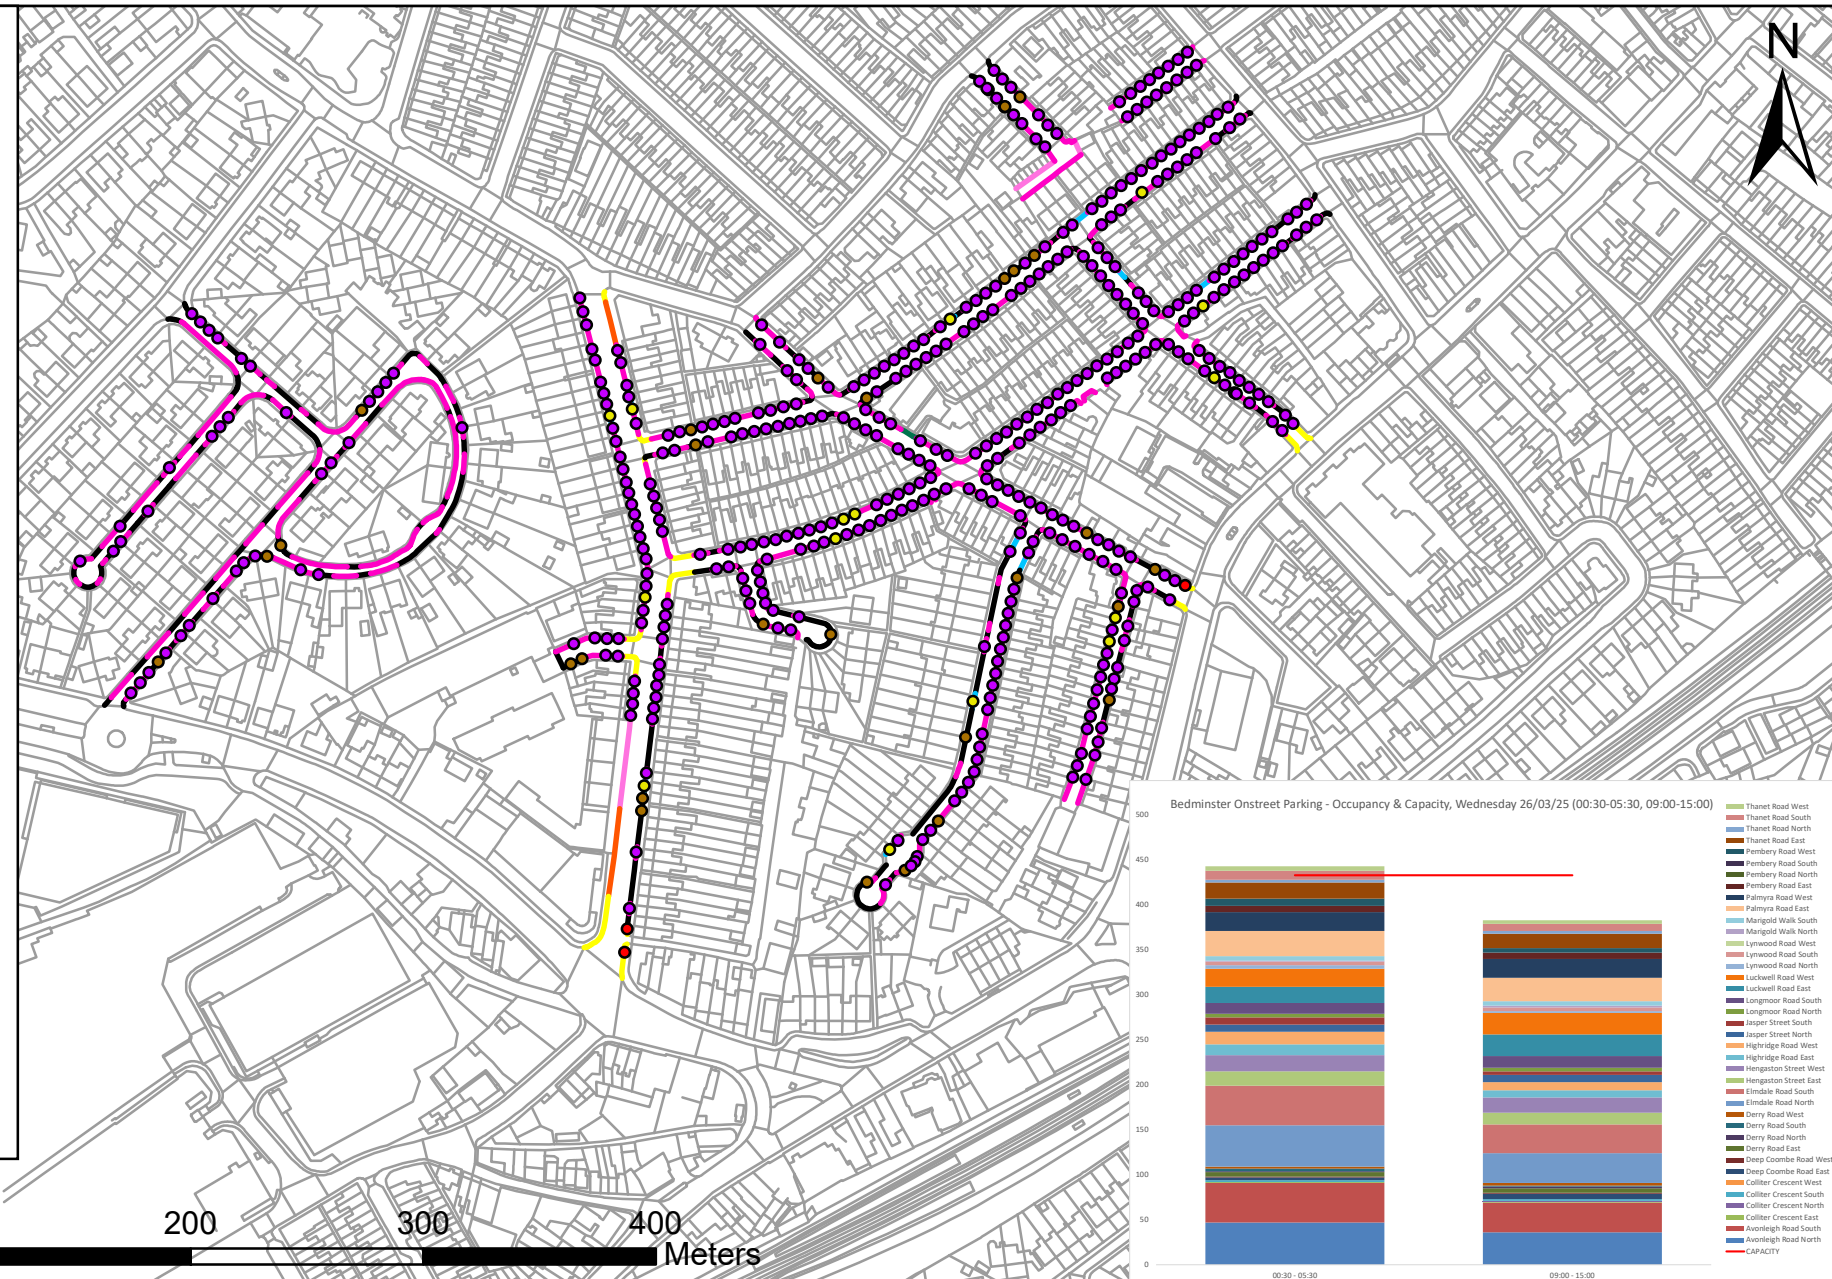 N
200
300
400
Meters
Bedminster Onstreet Parking - Occupancy & Capacity, Wednesday 26/03/25 (00:30-05:30, 09:00-15:00)
500
450
400
350
300
250
200
150
100
50
0
00:30 - 05:30
09:00 - 15:00
Thanet Road West
Thanet Road South
Thanet Road North
Thanet Road East
Pembery Road West
Pembery Road South
Pembery Road North
Pembery Road East
Palmyra Road West
Palmyra Road East
Marigold Walk South
Marigold Walk North
Lynwood Road West
Lynwood Road South
Lynwood Road North
Luckwell Road West
Luckwell Road East
Longmoor Road South
Longmoor Road North
Jasper Street South
Jasper Street North
Highridge Road West
Highridge Road East
Hengaston Street West
Hengaston Street East
Elmdale Road South
Elmdale Road North
Derry Road West
Derry Road South
Derry Road North
Derry Road East
Deep Coombe Road West
Deep Coombe Road East
Colliter Crescent West
Colliter Crescent South
Colliter Crescent North
Colliter Crescent East
Avonleigh Road South
Avonleigh Road North
CAPACITY